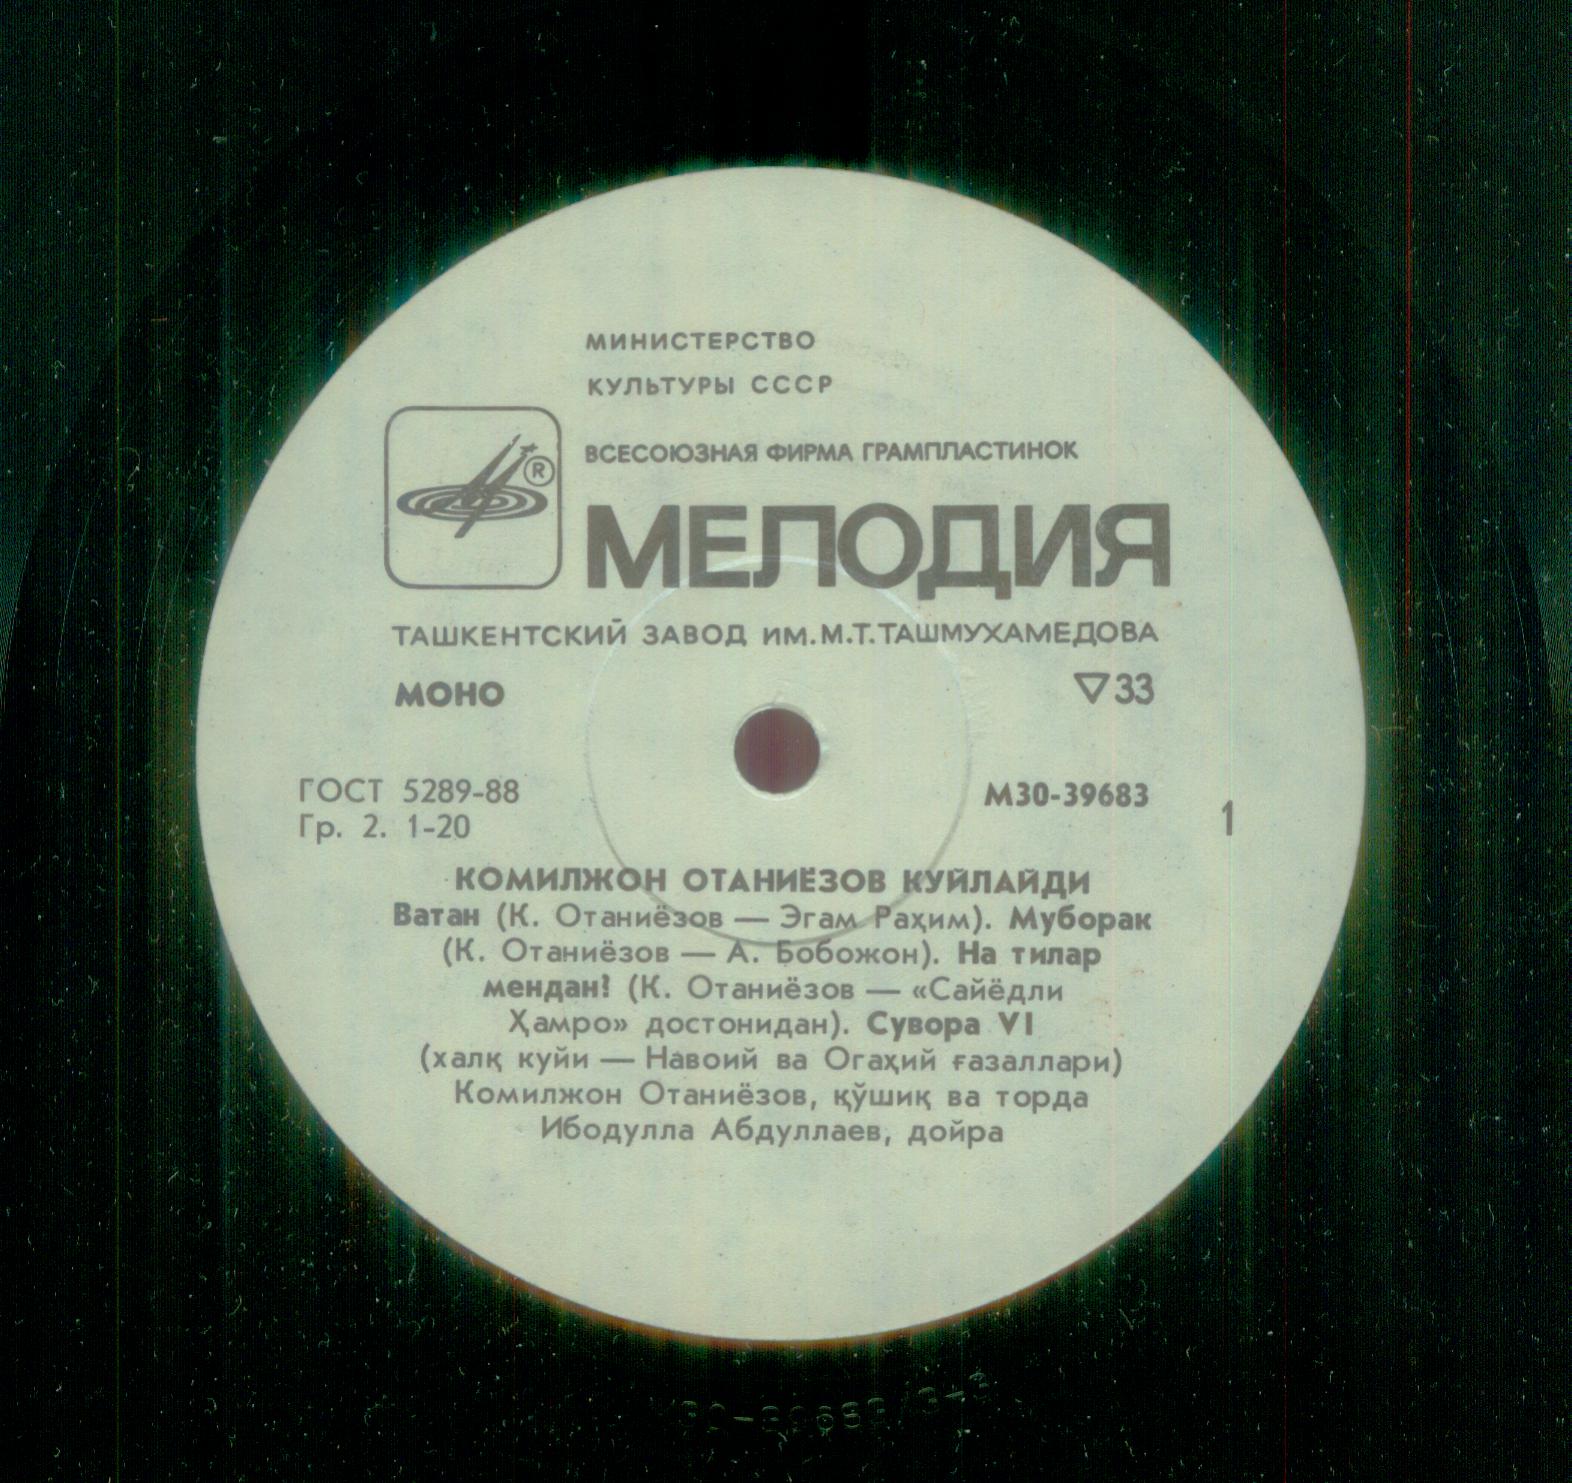 МИНИСТЕРСТВО
КУЛЬТУРЫ СССР
ВСЕСОЮЗНАЯ ФИРМА ГРАМПЛАСТИНОК
®
МЕЛОДИЯ
ТАШКЕНТСКИЙ ЗАВОД ИМ. М.Т.ТАШМУХАМЕДОВА
МОНО
▽33
ГОСТ 5289-88
М30-39683
Гр. 2. 1-20
1
КОМИЛЖОН ОТАНИЁЗОВ КУЙЛАЙДИ
Ватан (К. Отаниёзов — Эгам Раҳим). Муборак
(К. Отаниёзов — А. Бобожон). На тилар
мендан? (К. Отаниёзов — «Сайёдли
Ҳамро» достонидан). Сувора VI
(халқ куйи — Навоий ва Огаҳий ғазаллари)
Комилжон Отаниёзов, қўшиқ ва торда
Ибодулла Абдуллаев, дойра